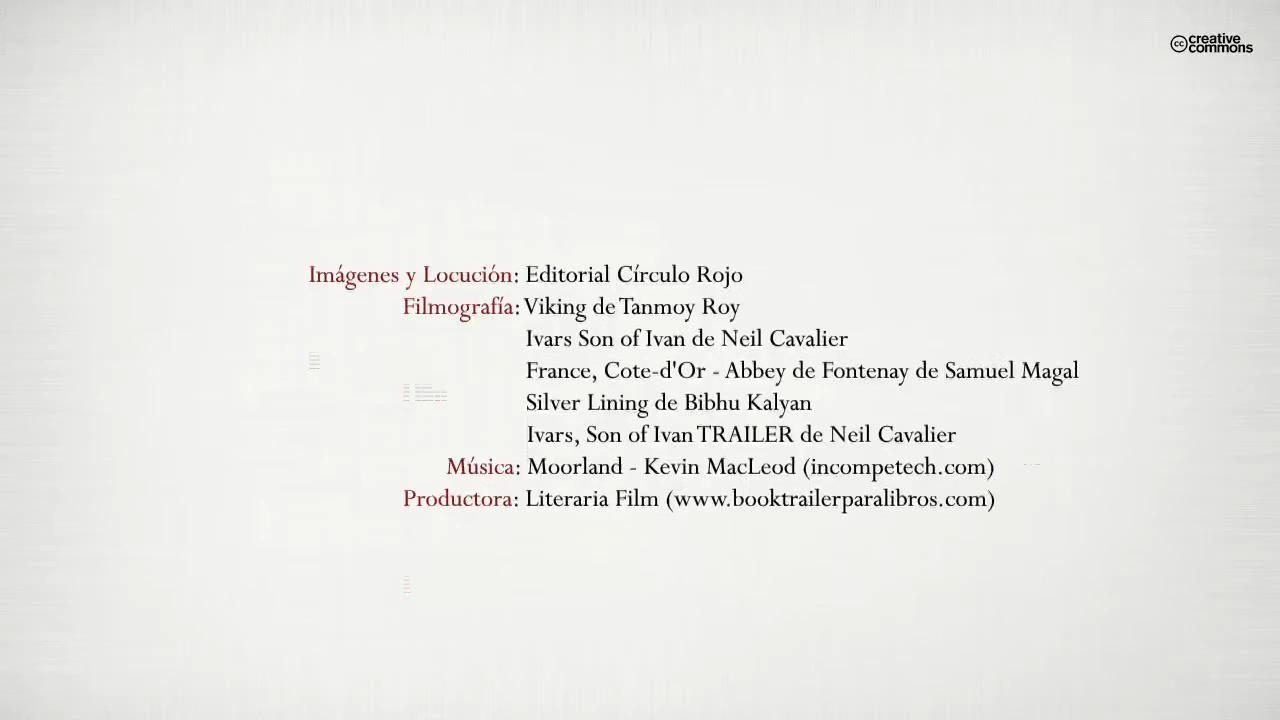 creative
commons
Imágenes y Locución: Editorial Círculo Rojo
Filmografía: Viking de Tanmoy Roy
Ivars Son of Ivan de Neil Cavalier
France, Cote-d'Or - Abbey de Fontenay de Samuel Magal
Silver Lining de Bibhu Kalyan
Ivars, Son of Ivan TRAILER de Neil Cavalier
Música: Moorland - Kevin MacLeod (incompetech.com)
Productora: Literaria Film (www.booktrailerparalibros.com)